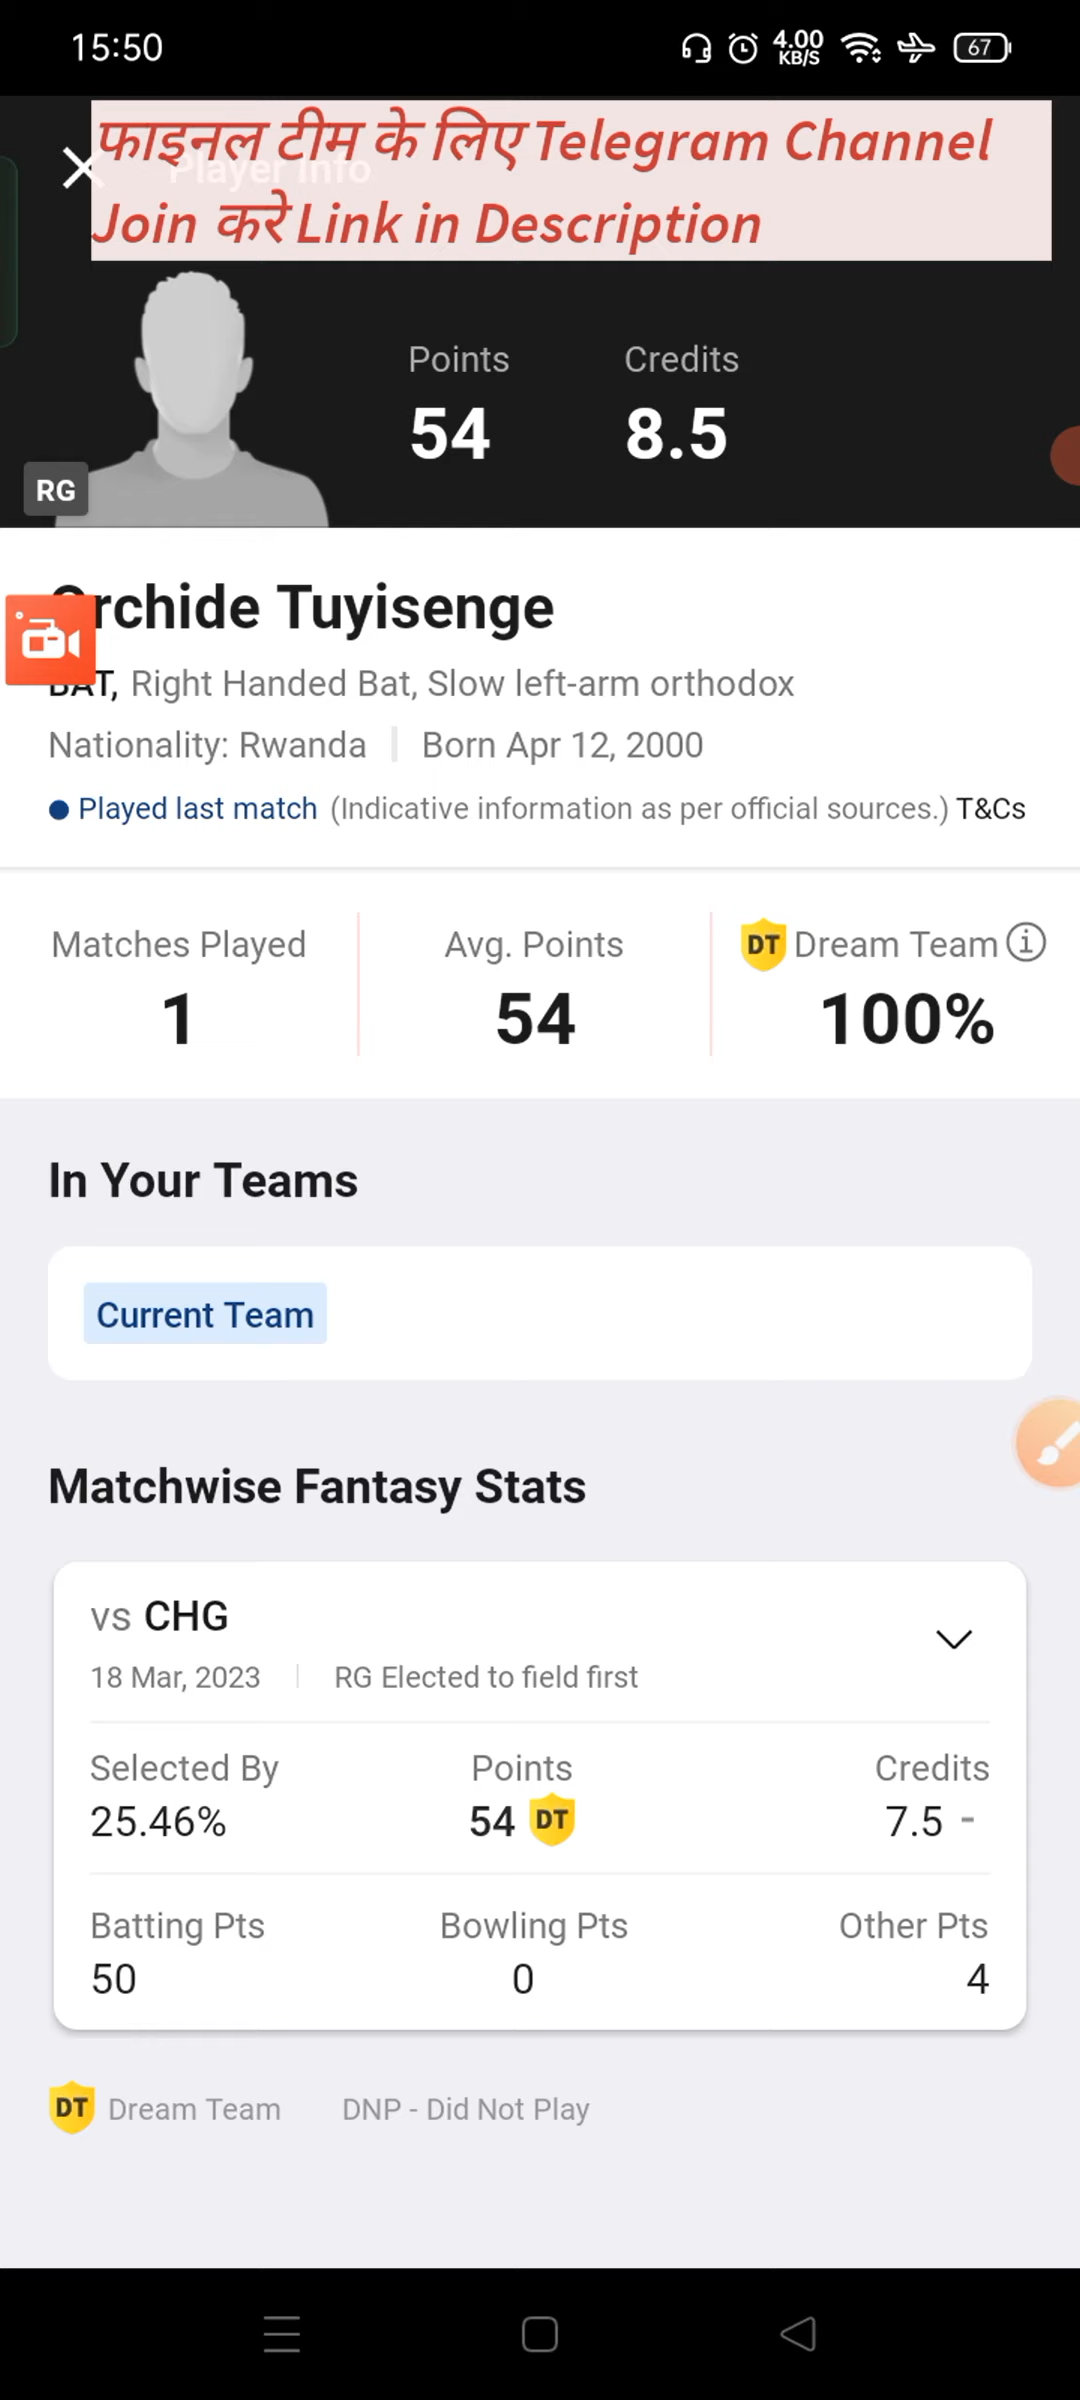 15:50
4.00
KB/S
67
फाइनल टीम के लिए Telegram Channel
Player Info
Join करे Link in Description
Points
Credits
54
8.5
RG
Orchide Tuyisenge
BAT, Right Handed Bat, Slow left-arm orthodox
Nationality: Rwanda
Born Apr 12, 2000
Played last match (Indicative information as per official sources.) T&Cs
Matches Played
Avg. Points
DT Dream Team
1
54
100%
In Your Teams
Current Team
Matchwise Fantasy Stats
vs CHG
18 Mar, 2023
RG Elected to field first
Selected By
Points
Credits
25.46%
54 DT
7.5 -
Batting Pts
Bowling Pts
Other Pts
50
0
4
DT Dream Team
DNP - Did Not Play